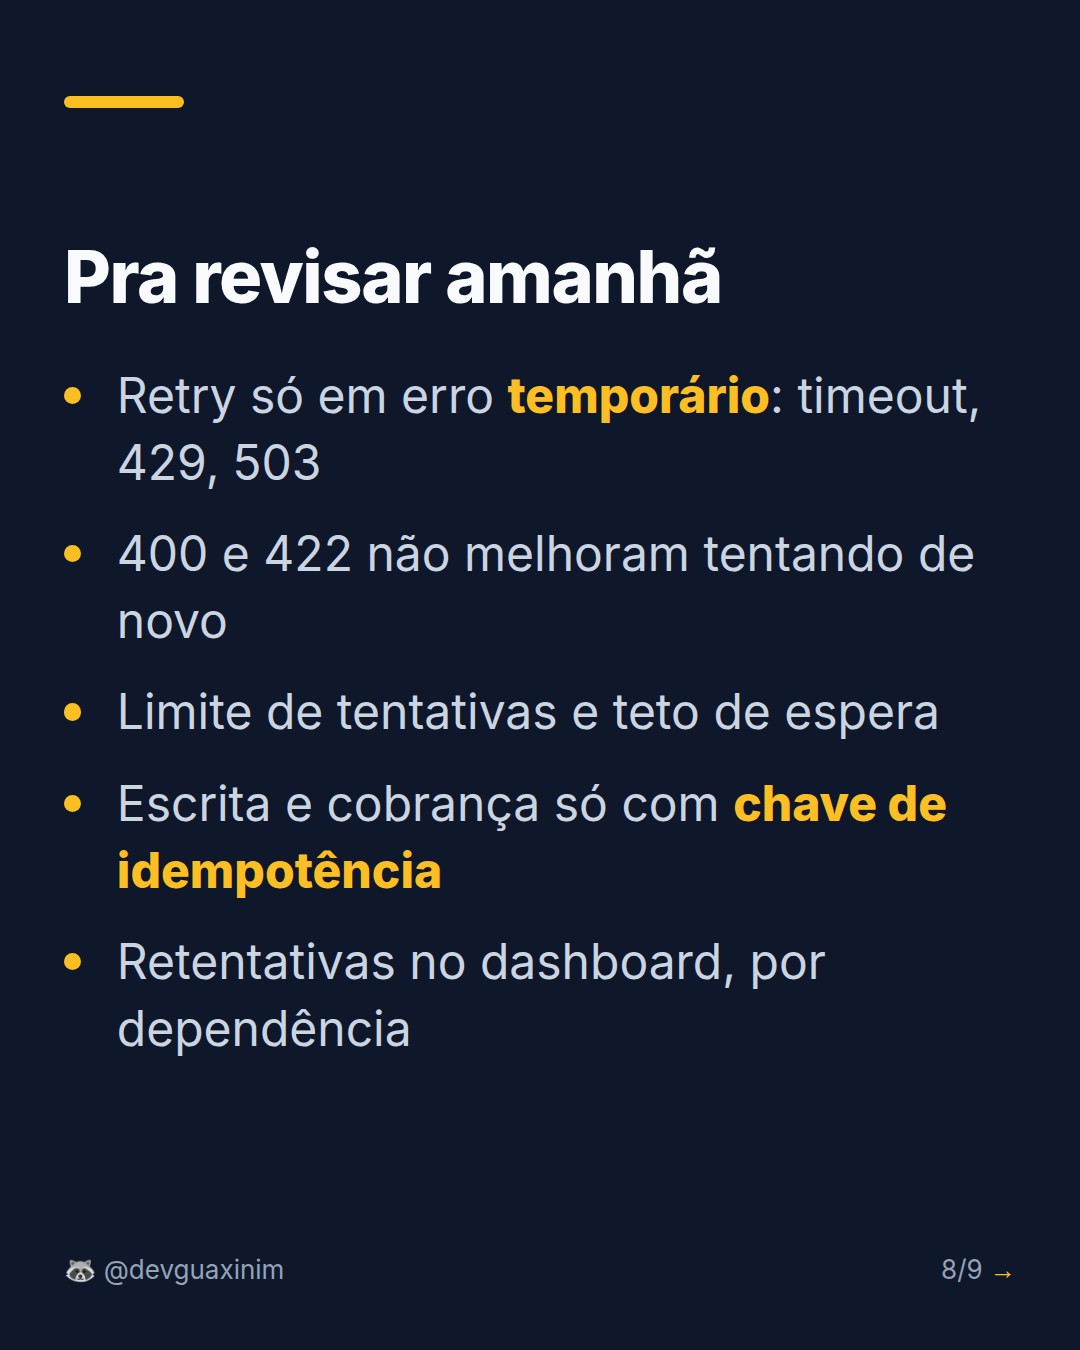 Pra revisar amanhã
• Retry só em erro temporário: timeout,
429, 503
• 400 e 422 não melhoram tentando de
novo
• Limite de tentativas e teto de espera
• Escrita e cobrança só com chave de
idempotência
• Retentativas no dashboard, por
dependência
🦝 @devguaxinim
8/9 →